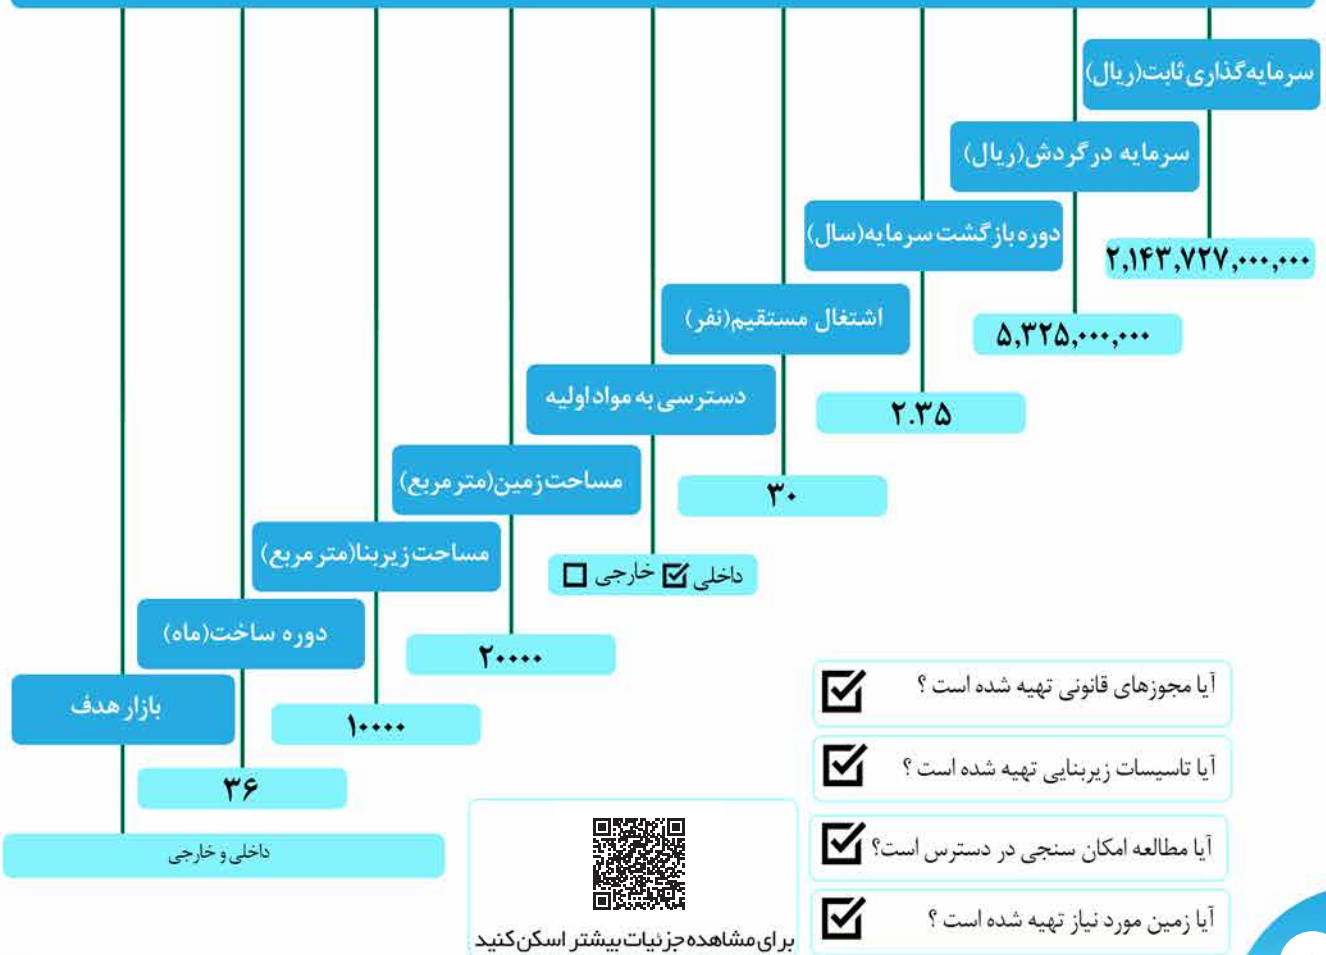 سرمایه‌گذاری ثابت(ریال)
۲,۱۴۳,۷۲۷,۰۰۰,۰۰۰
سرمایه در گردش(ریال)
۵,۳۲۵,۰۰۰,۰۰۰
دوره بازگشت سرمایه(سال)
۲.۳۵
اشتغال مستقیم(نفر)
۳۰
دسترسی به مواد اولیه
داخلی ☑ خارجی ☐
مساحت زمین(متر مربع)
۲۰۰۰۰
مساحت زیربنا(متر مربع)
۱۰۰۰۰
دوره ساخت(ماه)
۳۶
بازار هدف
داخلی و خارجی
آیا مجوزهای قانونی تهیه شده است ؟ ☑
آیا تاسیسات زیربنایی تهیه شده است ؟ ☑
آیا مطالعه امکان سنجی در دسترس است؟ ☑
آیا زمین مورد نیاز تهیه شده است ؟ ☑
برای مشاهده جزئیات بیشتر اسکن کنید